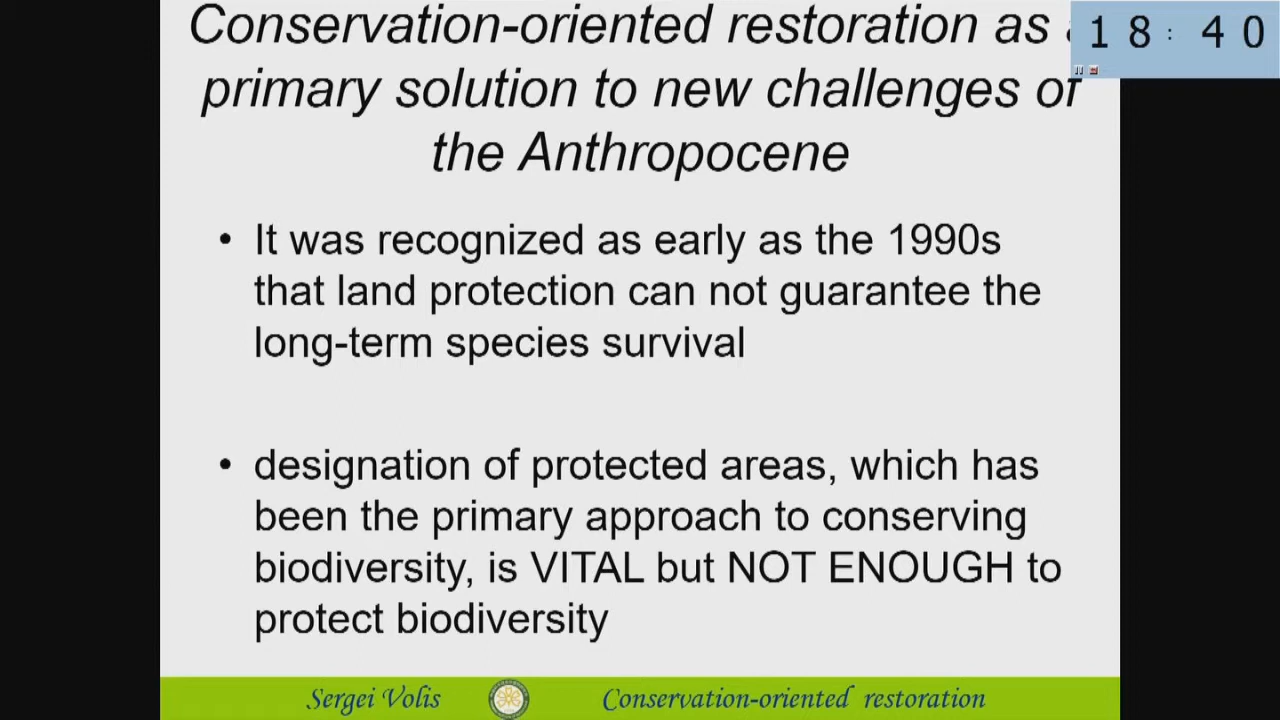 Conservation-oriented restoration as a
18: 40
primary solution to new challenges of
the Anthropocene
• It was recognized as early as the 1990s
that land protection can not guarantee the
long-term species survival
• designation of protected areas, which has
been the primary approach to conserving
biodiversity, is VITAL but NOT ENOUGH to
protect biodiversity
Sergei Volis
Conservation-oriented restoration